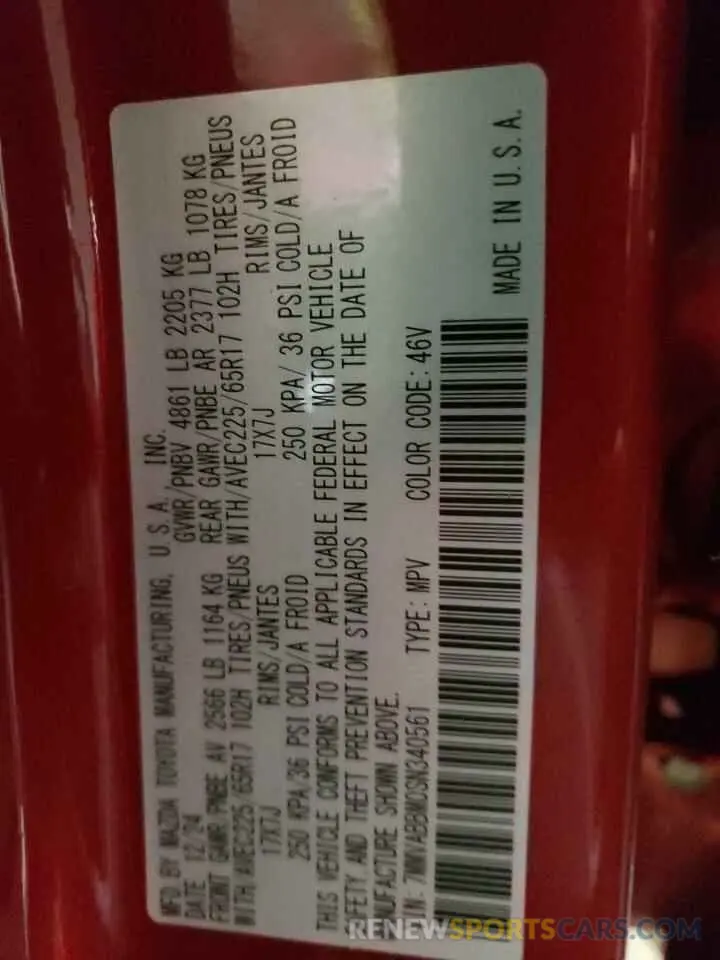 MFD. BY MAZDA TOYOTA MANUFACTURING, U.S.A., INC.
DATE 12/24 GVWR/PNBV 4861 LB 2205 KG
FRONT GAWR/PNBE AV 2566 LB 1164 KG REAR GAWR/PNBE AR 2377 LB 1078 KG
WITH/AVEC225/65R17 102H TIRES/PNEUS WITH/AVEC225/65R17 102H TIRES/PNEUS
17X7J RIMS/JANTES 17X7J RIMS/JANTES
250 KPA/36 PSI COLD/A FROID 250 KPA/ 36 PSI COLD/A FROID
THIS VEHICLE CONFORMS TO ALL APPLICABLE FEDERAL MOTOR VEHICLE
SAFETY AND THEFT PREVENTION STANDARDS IN EFFECT ON THE DATE OF
MANUFACTURE SHOWN ABOVE.
VIN: 7MMVABBM0SN340561 TYPE: MPV COLOR CODE: 46V
MADE IN U.S.A.
RENEWSPORTSCARS.COM